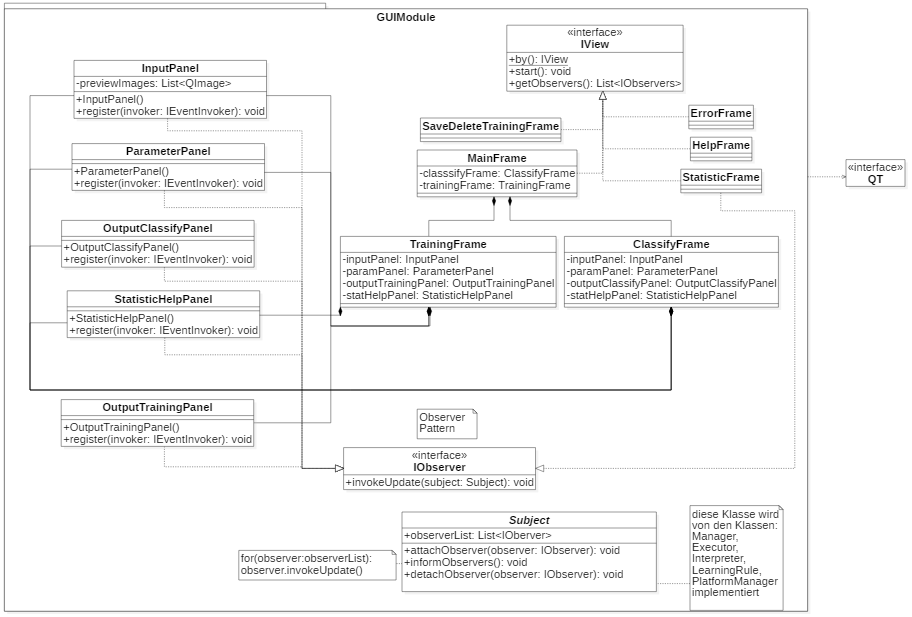 GUIModule
«interface»
IView
+by(): IView
+start(): void
+getObservers(): List<IObservers>
InputPanel
-previewImages: List<QImage>
+InputPanel()
+register(invoker: IEventInvoker): void
ErrorFrame
SaveDeleteTrainingFrame
HelpFrame
ParameterPanel
+ParameterPanel()
+register(invoker: IEventInvoker): void
MainFrame
-classsifyFrame: ClassifyFrame
-trainingFrame: TrainingFrame
StatisticFrame
«interface»
QT
OutputClassifyPanel
+OutputClassifyPanel()
+register(invoker: IEventInvoker): void
TrainingFrame
-inputPanel: InputPanel
-paramPanel: ParameterPanel
-outputTrainingPanel: OutputTrainingPanel
-statHelpPanel: StatisticHelpPanel
ClassifyFrame
-inputPanel: InputPanel
-paramPanel: ParameterPanel
-outputClassifyPanel: OutputClassifyPanel
-statHelpPanel: StatisticHelpPanel
StatisticHelpPanel
+StatisticHelpPanel()
+register(invoker: IEventInvoker): void
OutputTrainingPanel
+OutputTrainingPanel()
+register(invoker: IEventInvoker): void
Observer
Pattern
«interface»
IObserver
+invokeUpdate(subject: Subject): void
Subject
+observerList: List<IOberver>
+attachObserver(observer: IObserver): void
+informObservers(): void
+detachObserver(observer: IObserver): void
for(observer:observerList):
observer.invokeUpdate()
diese Klasse wird
von den Klassen:
Manager,
Executor,
Interpreter,
LearningRule,
PlatformManager
implementiert